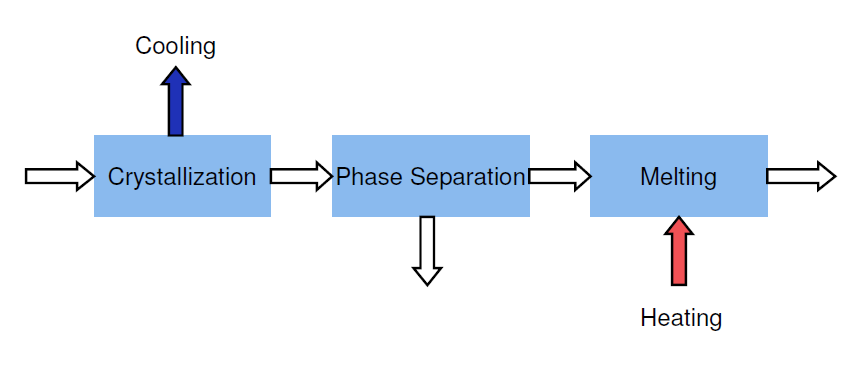 Cooling
Crystallization
Phase Separation
Melting
Heating